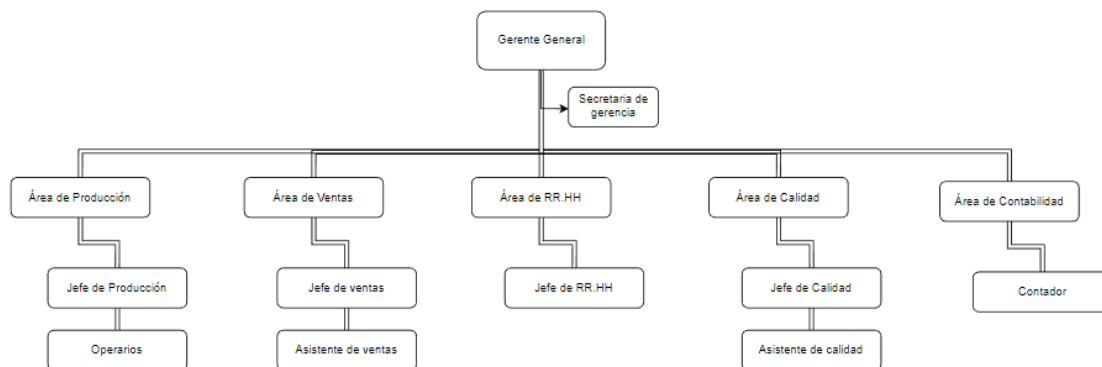 Gerente General
Secretaria de
gerencia
Área de Producción
Área de Ventas
Área de RR.HH
Área de Calidad
Área de Contabilidad
Jefe de Producción
Jefe de ventas
Jefe de RR.HH
Jefe de Calidad
Contador
Operarios
Asistente de ventas
Asistente de calidad